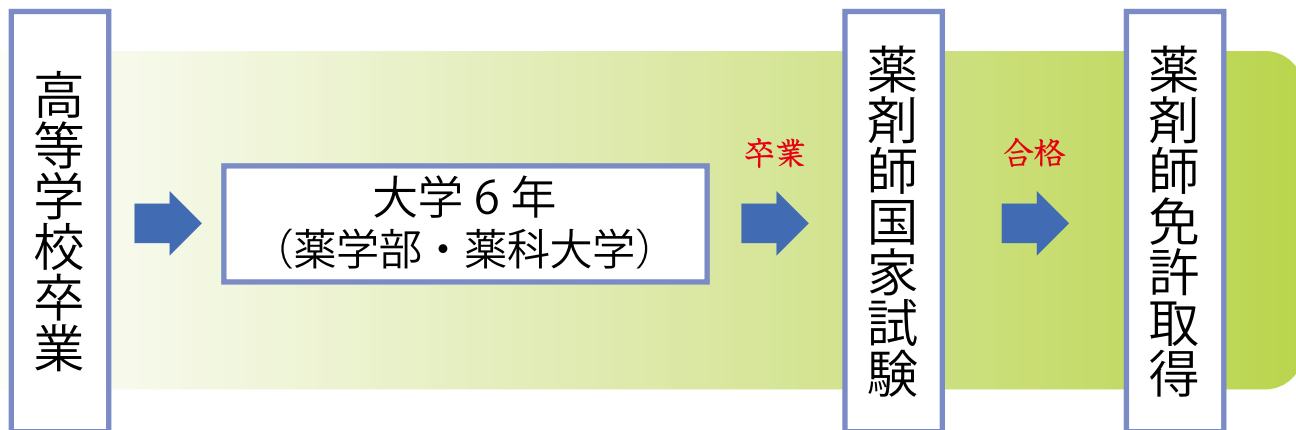 高等学校卒業
大学6年
（薬学部・薬科大学）
卒業
薬剤師国家試験
合格
薬剤師免許取得